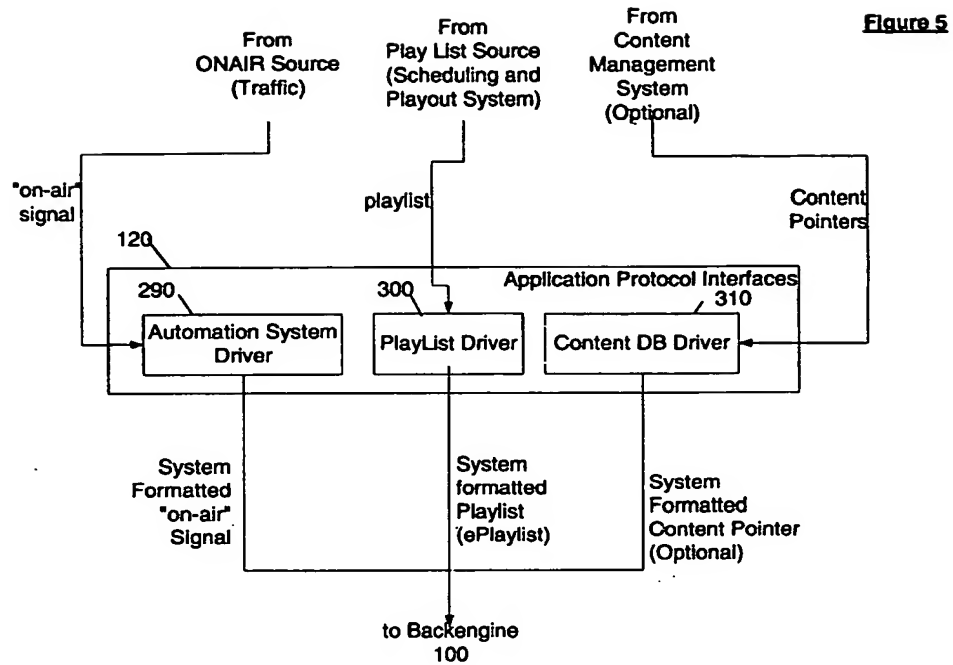 Figure 5
From
ONAIR Source
(Traffic)
From
Play List Source
(Scheduling and
Playout System)
From
Content
Management
System
(Optional)
"on-air"
signal
playlist
Content
Pointers
120
Application Protocol Interfaces
290
300
310
Automation System
Driver
PlayList Driver
Content DB Driver
System
Formatted
"on-air"
Signal
System
formatted
Playlist
(ePlaylist)
System
Formatted
Content Pointer
(Optional)
to Backengine
100